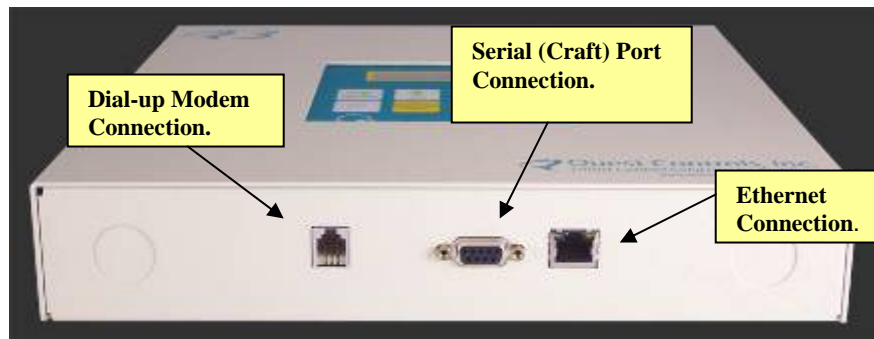 Serial (Craft) Port
Connection.
Dial-up Modem
Connection.
Quest Controls, Inc
Ethernet
Connection.